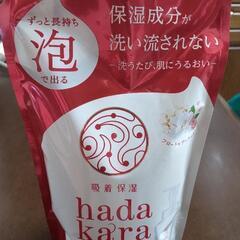 ずっと長持ち
泡
で出る
保湿成分が
洗い流されない
－洗うたび、肌にうるおい－
吸着保湿
hada
kara